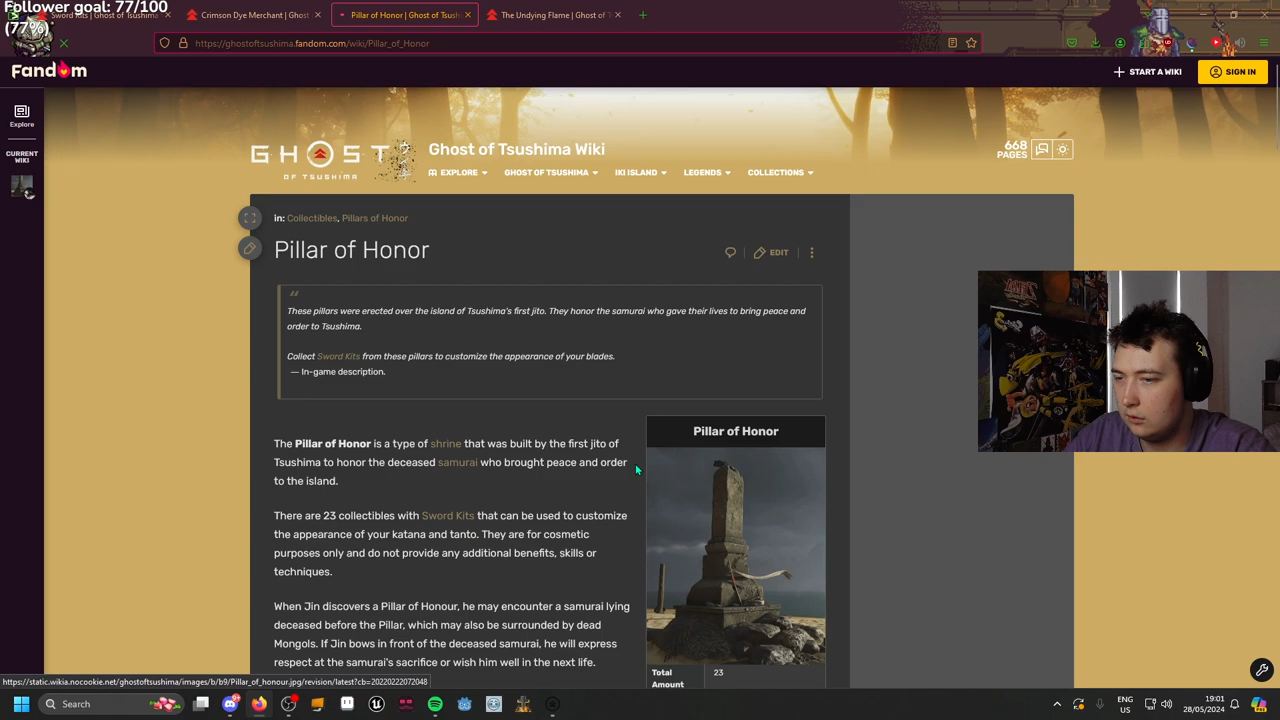 Follower goal: 77/100
(77%)
Sword Kits | Ghost of Tsushima
Crimson Dye Merchant | Ghost
Pillar of Honor | Ghost of Tsush
The Undying Flame | Ghost of T
https://ghostoftsushima.fandom.com/wiki/Pillar_of_Honor
Fandom
START A WIKI
SIGN IN
Explore
CURRENT
WIKI
GHOST
OF TSUSHIMA
Ghost of Tsushima Wiki
668
PAGES
EXPLORE
GHOST OF TSUSHIMA
IKI ISLAND
LEGENDS
COLLECTIONS
in: Collectibles, Pillars of Honor
Pillar of Honor
EDIT
These pillars were erected over the island of Tsushima's first jito. They honor the samurai who gave their lives to bring peace and
order to Tsushima.
Collect Sword Kits from these pillars to customize the appearance of your blades.
— In-game description.
The Pillar of Honor is a type of shrine that was built by the first jito of
Tsushima to honor the deceased samurai who brought peace and order
to the island.
There are 23 collectibles with Sword Kits that can be used to customize
the appearance of your katana and tanto. They are for cosmetic
purposes only and do not provide any additional benefits, skills or
techniques.
When Jin discovers a Pillar of Honour, he may encounter a samurai lying
deceased before the Pillar, which may also be surrounded by dead
Mongols. If Jin bows in front of the deceased samurai, he will express
respect at the samurai's sacrifice or wish him well in the next life.
Pillar of Honor
Total
Amount
23
https://static.wikia.nocookie.net/ghostoftsushima/images/b/b9/Pillar_of_honour.jpg/revision/latest?cb=20220222072048
Search
ENG
US
19:01
28/05/2024